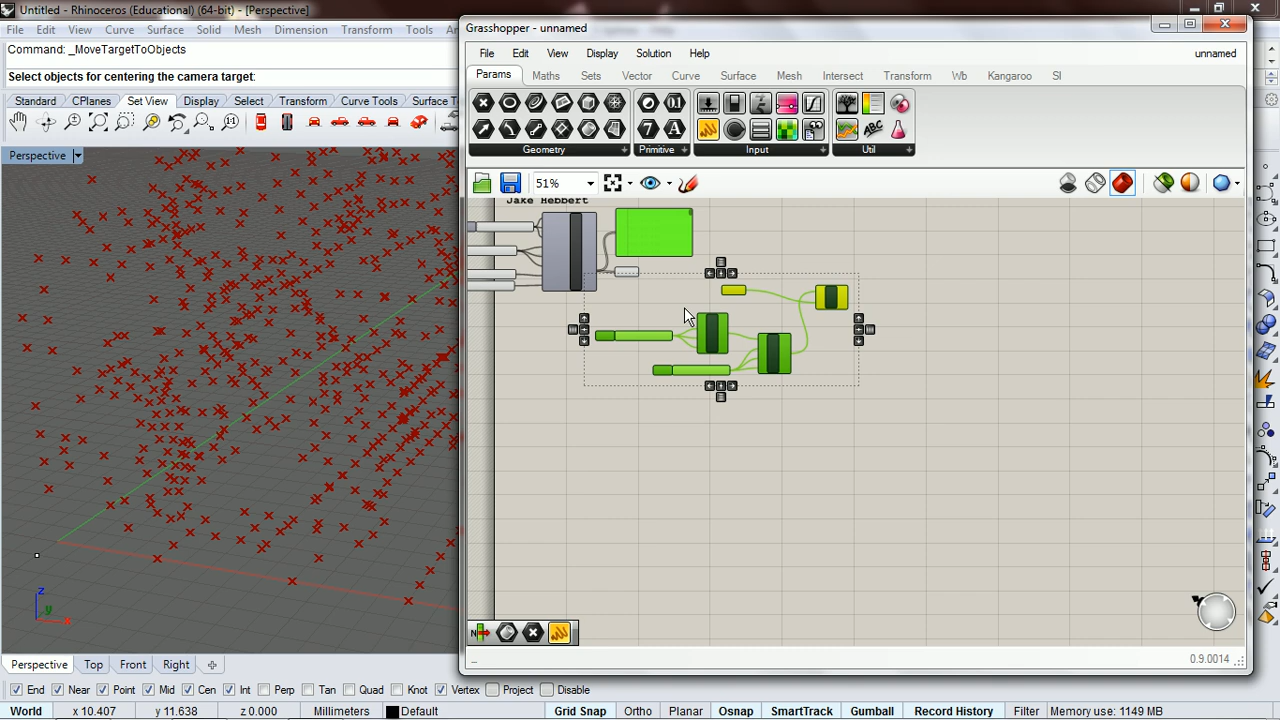 Untitled - Rhinoceros (Educational) (64-bit) - [Perspective]
File Edit View Curve Surface Solid Mesh Dimension Transform Tools
Command: _MoveTargetToObjects
Select objects for centering the camera target:
Standard CPlanes Set View Display Select Transform Curve Tools Surface To
Perspective
z
y
x
Perspective Top Front Right
End Near Point Mid Cen Int Perp Tan Quad Knot Vertex Project Disable
World x 10.407 y 11.638 z 0.000 Millimeters Default Grid Snap Ortho Planar Osnap SmartTrack Gumball Record History Filter Memory use: 1149 MB
Grasshopper - unnamed
File Edit View Display Solution Help unnamed
Params Maths Sets Vector Curve Surface Mesh Intersect Transform Wb Kangaroo SI
Geometry Primitive Input Util
51%
Jake Hebbert
0.9.0014